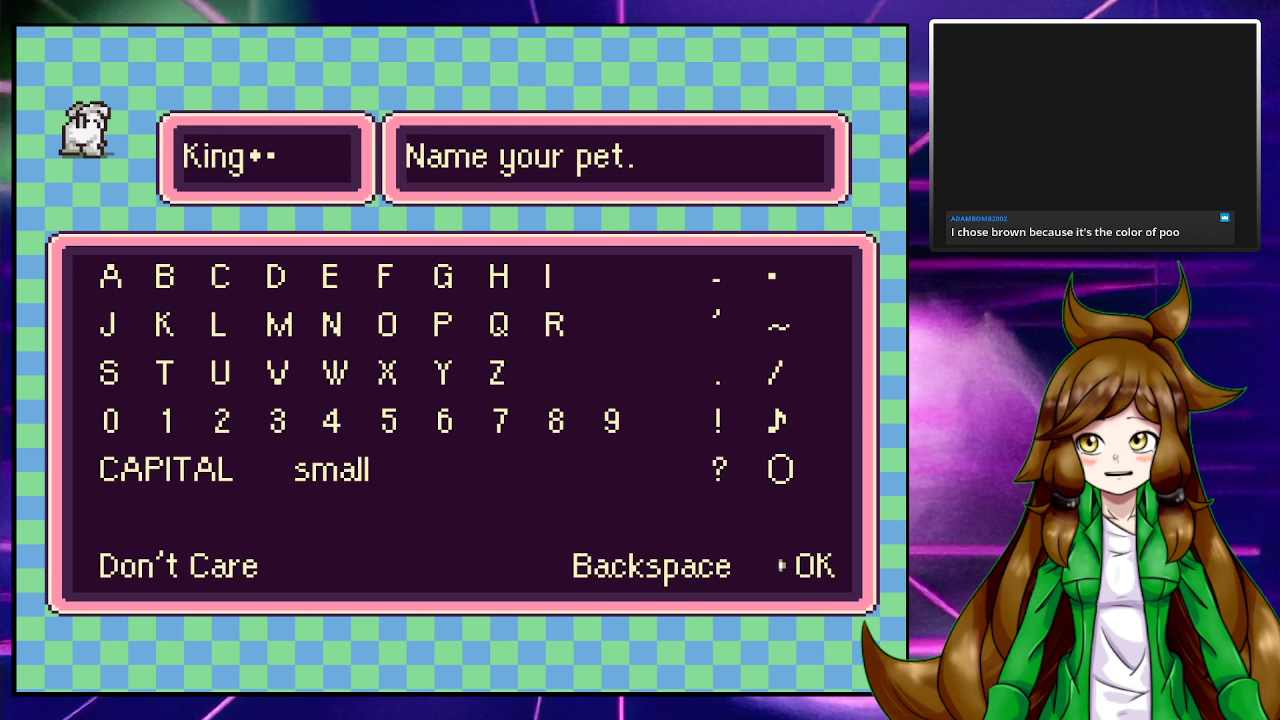 King
Name your pet.
A B C D E F G H I - ·
J K L M N O P Q R ' ~
S T U V W X Y Z . /
0 1 2 3 4 5 6 7 8 9 ! ♪
CAPITAL small ? O
Don't Care Backspace OK
ADAMBOMB2002
I chose brown because it's the color of poo